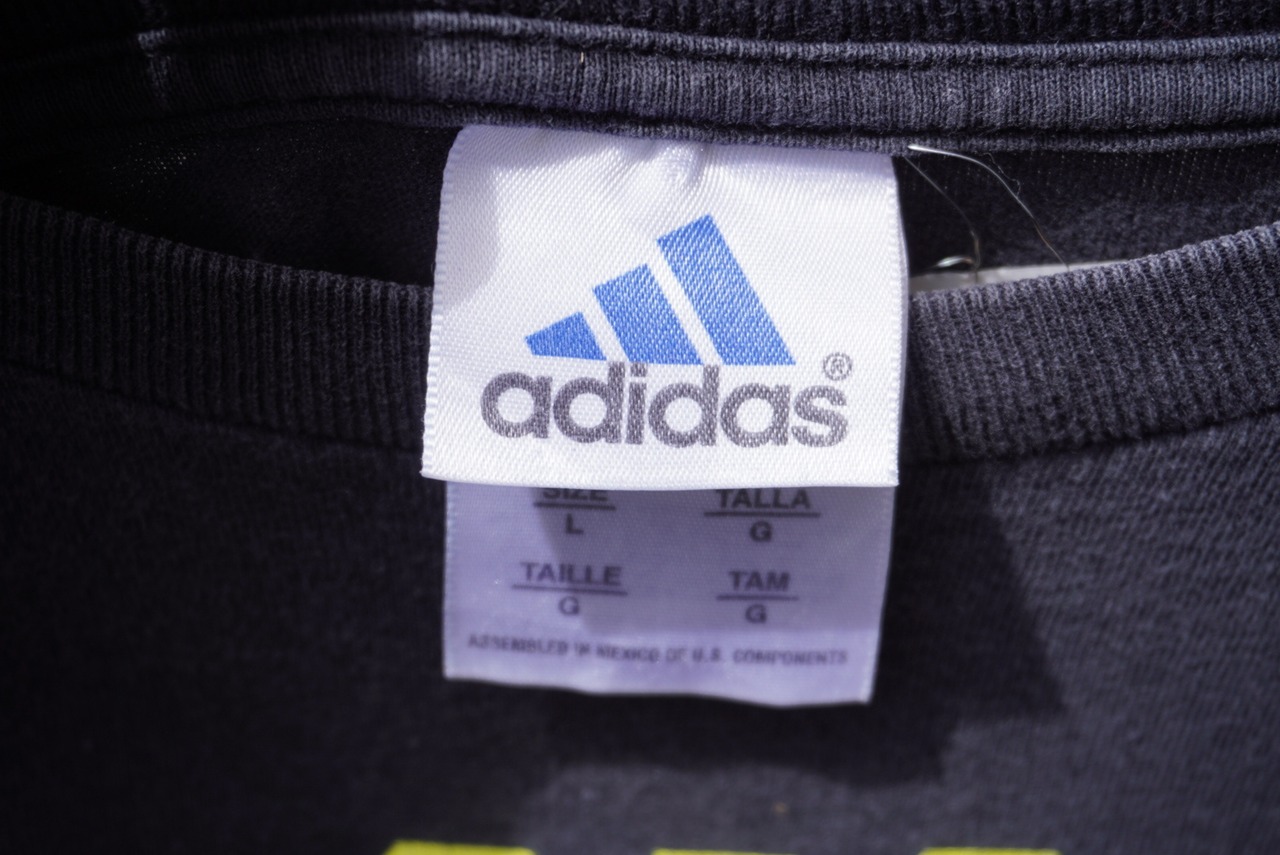 adidas®
SIZE TALLA
L G
TAILLE TAM
G G
ASSEMBLED IN MEXICO OF U.S. COMPONENTS